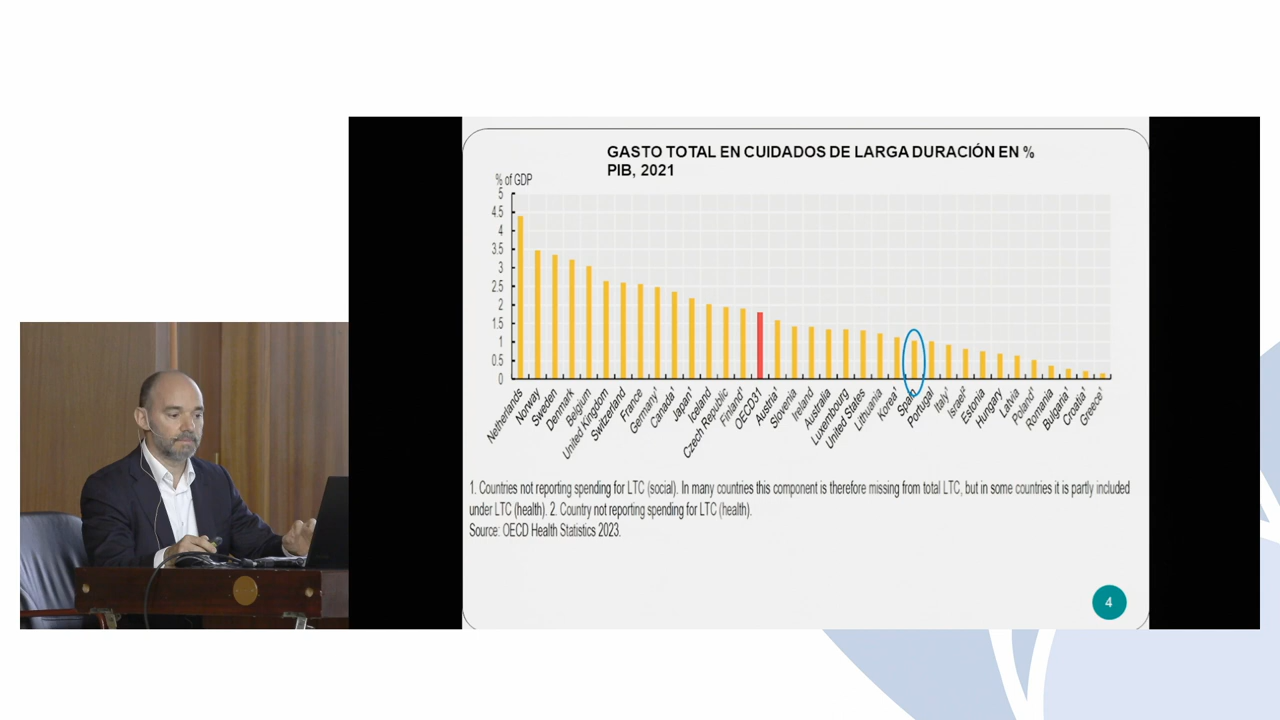 GASTO TOTAL EN CUIDADOS DE LARGA DURACIÓN EN %
PIB, 2021
% of GDP
5
4.5
4
3.5
3
2.5
2
1.5
1
0.5
0
Netherlands
Norway
Sweden
Denmark
Belgium
United Kingdom
Switzerland
France
Germany¹
Canada¹
Japan¹
Iceland
Czech Republic
Finland¹
OECD31
Austria¹
Slovenia
Ireland
Australia
Luxembourg
United States
Lithuania
Korea¹
Spain
Portugal
Italy¹
Israel²
Estonia
Hungary
Latvia
Poland¹
Romania
Bulgaria¹
Croatia¹
Greece¹
1. Countries not reporting spending for LTC (social). In many countries this component is therefore missing from total LTC, but in some countries it is partly included
under LTC (health). 2. Country not reporting spending for LTC (health).
Source: OECD Health Statistics 2023.
4